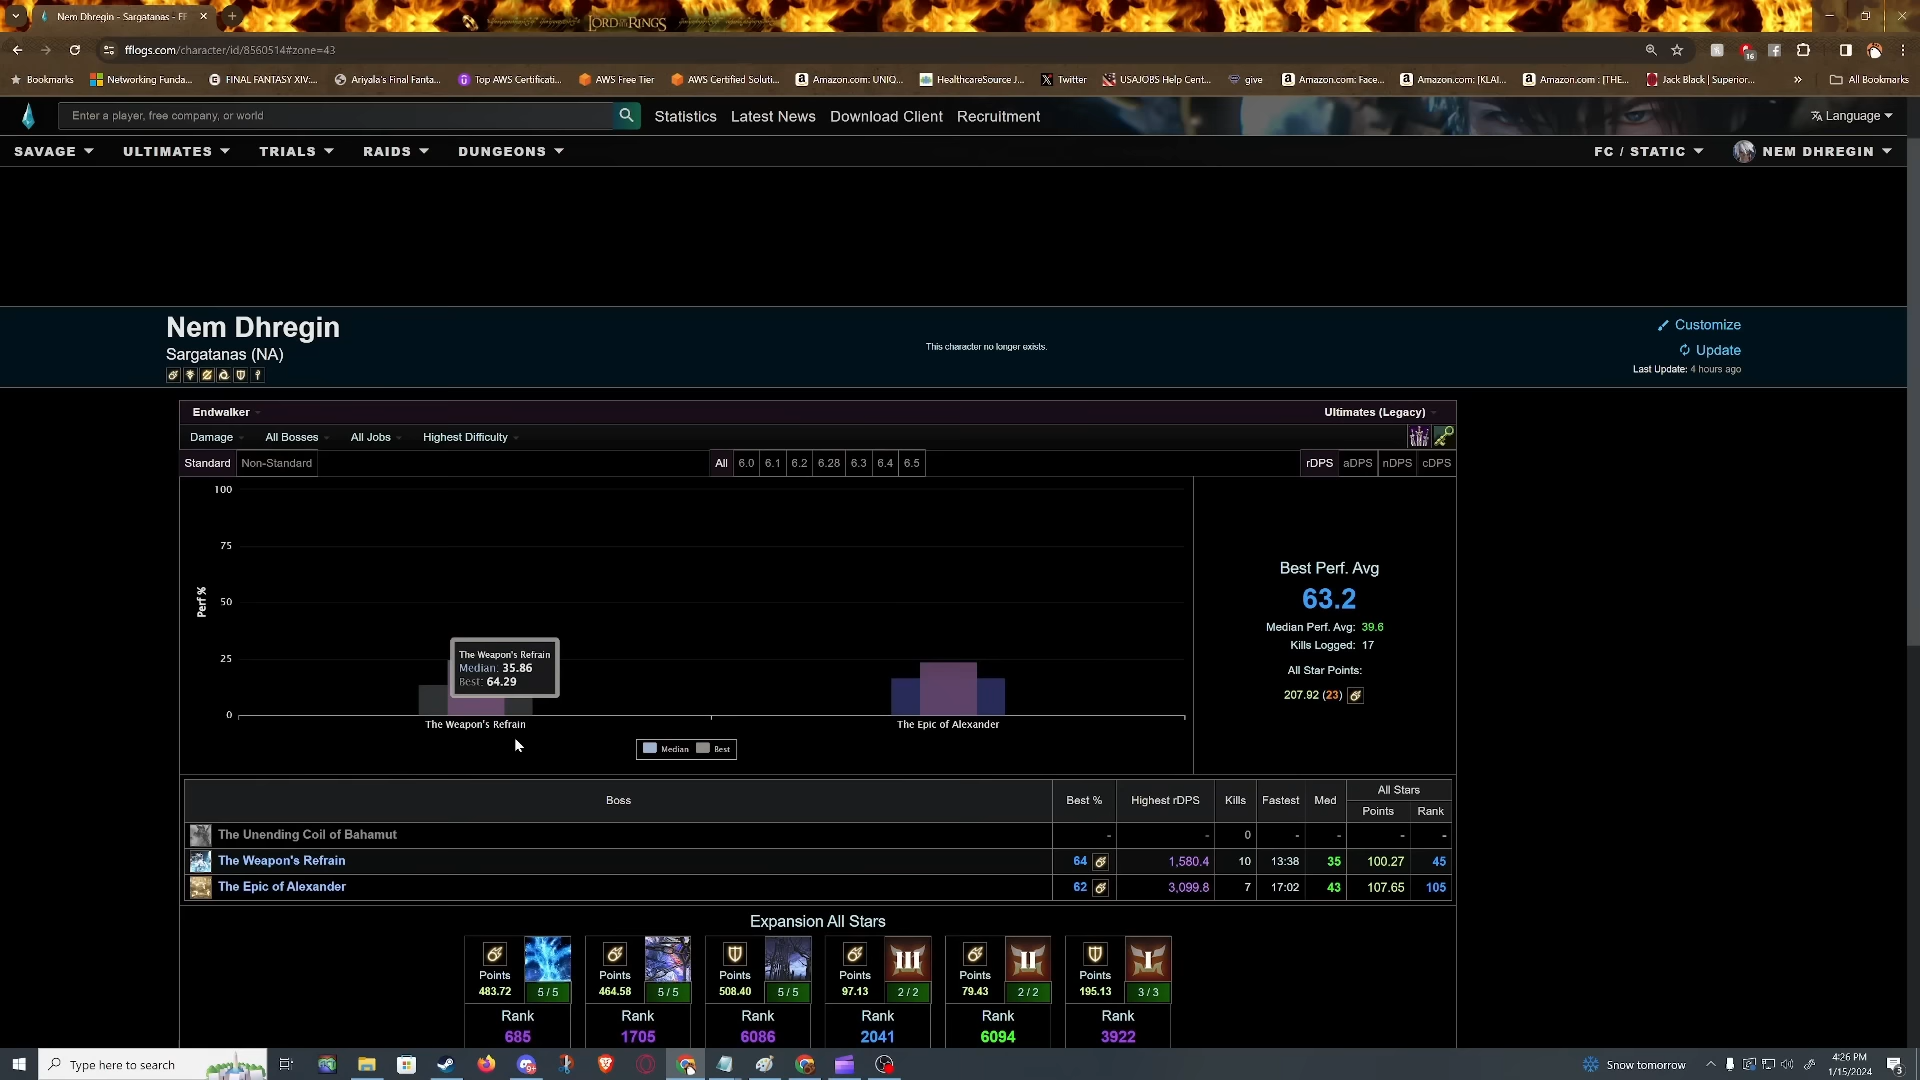 Nem Dhregin - Sargatanas - FF
LORD OF THE RINGS
fflogs.com/character/id/8560514#zone=43
Bookmarks
Networking Funda...
FINAL FANTASY XIV:...
Ariyala's Final Fanta...
Top AWS Certificati...
AWS Free Tier
AWS Certified Soluti...
Amazon.com: UNIQ...
HealthcareSource J...
Twitter
USAJOBS Help Cent...
give
Amazon.com: Face...
Amazon.com: [KLAI...
Amazon.com : [THE...
Jack Black | Superior...
»
All Bookmarks
Enter a player, free company, or world
Statistics
Latest News
Download Client
Recruitment
Language
SAVAGE
ULTIMATES
TRIALS
RAIDS
DUNGEONS
FC / STATIC
NEM DHREGIN
Nem Dhregin
Sargatanas (NA)
This character no longer exists.
Customize
Update
Last Update: 4 hours ago
Endwalker
Ultimates (Legacy)
Damage
All Bosses
All Jobs
Highest Difficulty
Standard
Non-Standard
All 6.0 6.1 6.2 6.28 6.3 6.4 6.5
rDPS aDPS nDPS cDPS
100
75
50
25
0
Perf %
The Weapon's Refrain
Median: 35.86
Best: 64.29
The Weapon's Refrain
The Epic of Alexander
Median Best
Best Perf. Avg
63.2
Median Perf. Avg: 39.6
Kills Logged: 17
All Star Points:
207.92 (23)
Boss Best % Highest rDPS Kills Fastest Med All Stars
Points Rank
The Unending Coil of Bahamut - - 0 - - - -
The Weapon's Refrain 64 1,580.4 10 13:38 35 100.27 45
The Epic of Alexander 62 3,099.8 7 17:02 43 107.65 105
Expansion All Stars
Points
483.72
5 / 5
Rank
685
Points
464.58
5 / 5
Rank
1705
Points
508.40
5 / 5
Rank
6086
III
Points
97.13
2 / 2
Rank
2041
II
Points
79.43
2 / 2
Rank
6094
I
Points
195.13
3 / 3
Rank
3922
Type here to search
Snow tomorrow
4:26 PM
1/15/2024